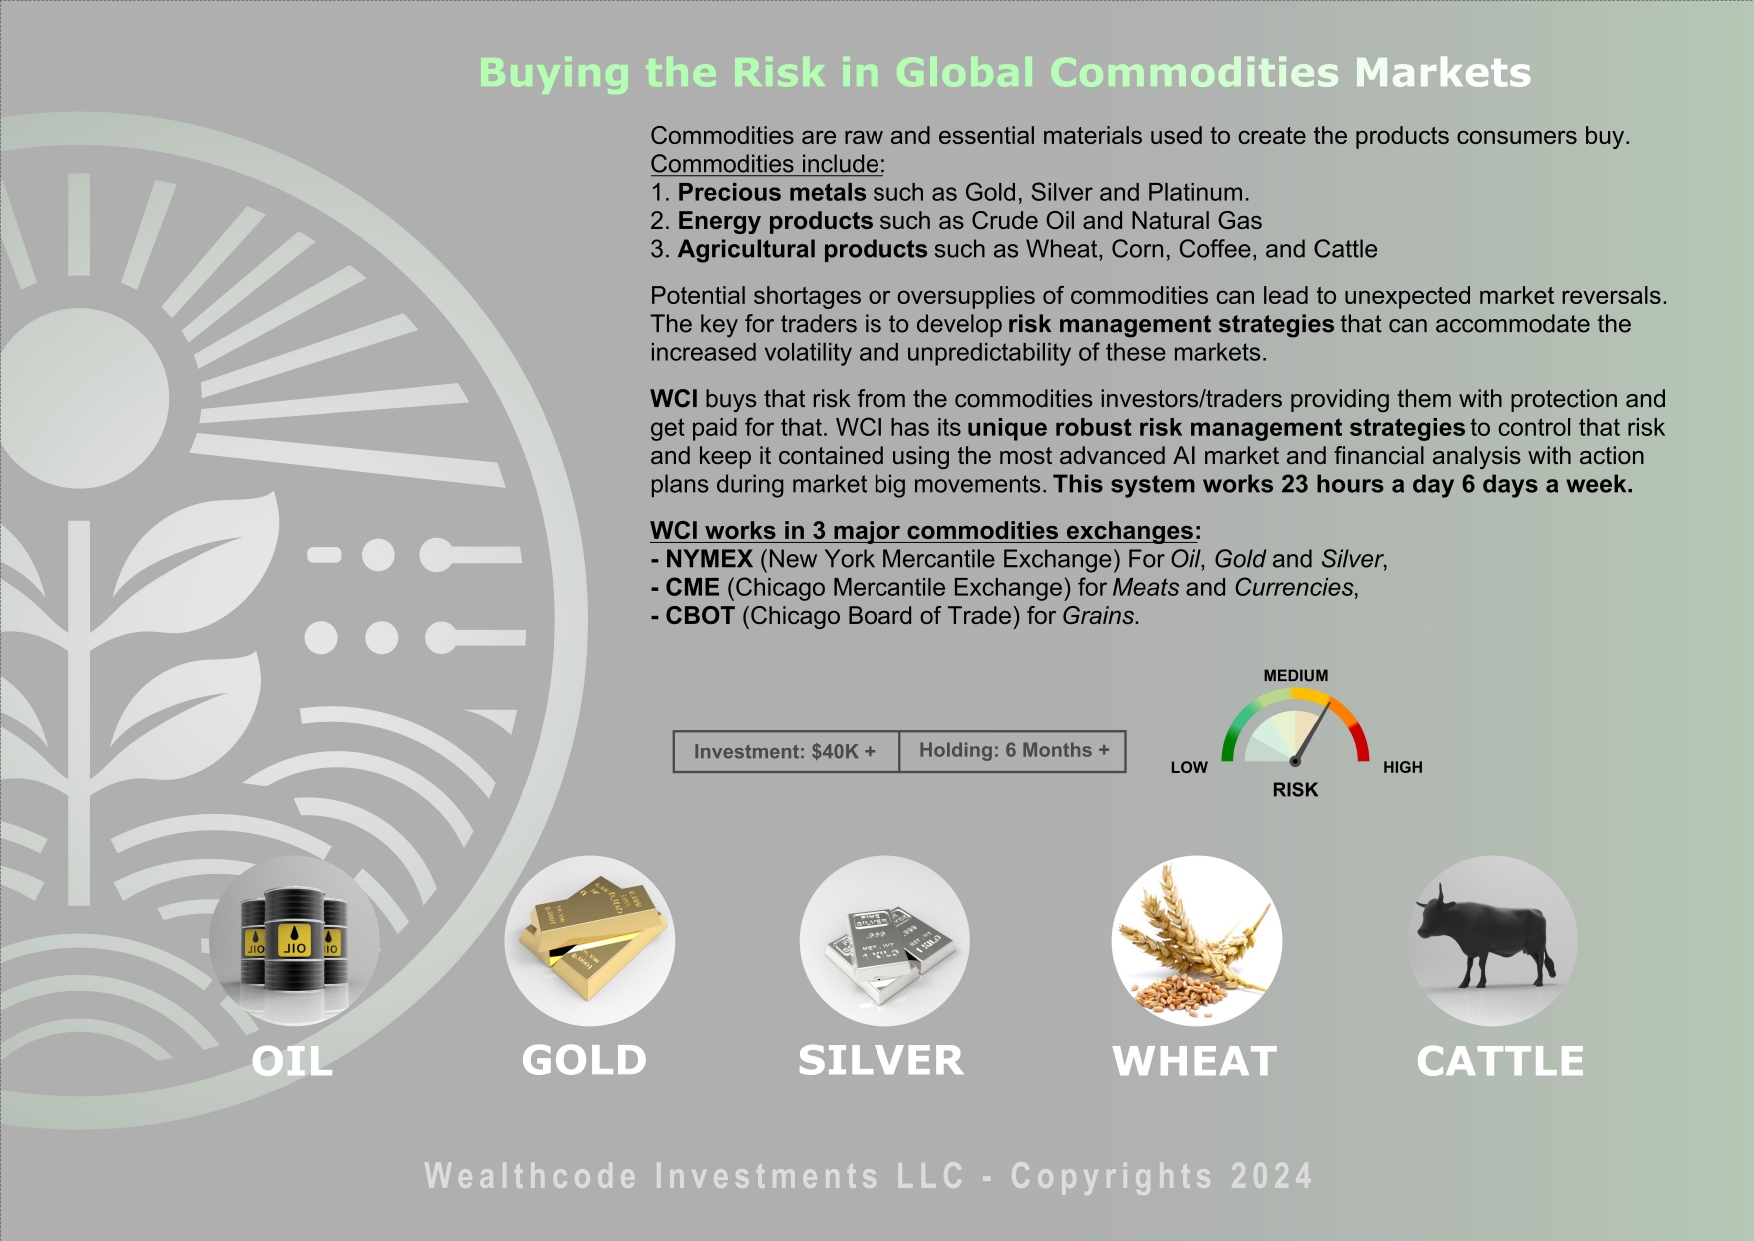 Buying the Risk in Global Commodities Markets
Commodities are raw and essential materials used to create the products consumers buy.
Commodities include:
1. Precious metals such as Gold, Silver and Platinum.
2. Energy products such as Crude Oil and Natural Gas
3. Agricultural products such as Wheat, Corn, Coffee, and Cattle
Potential shortages or oversupplies of commodities can lead to unexpected market reversals.
The key for traders is to develop risk management strategies that can accommodate the
increased volatility and unpredictability of these markets.
WCI buys that risk from the commodities investors/traders providing them with protection and
get paid for that. WCI has its unique robust risk management strategies to control that risk
and keep it contained using the most advanced AI market and financial analysis with action
plans during market big movements. This system works 23 hours a day 6 days a week.
WCI works in 3 major commodities exchanges:
- NYMEX (New York Mercantile Exchange) For Oil, Gold and Silver,
- CME (Chicago Mercantile Exchange) for Meats and Currencies,
- CBOT (Chicago Board of Trade) for Grains.
MEDIUM
Investment: $40K +
Holding: 6 Months +
LOW
HIGH
RISK
OIL
GOLD
SILVER
WHEAT
CATTLE
Wealthcode Investments LLC - Copyrights 2024